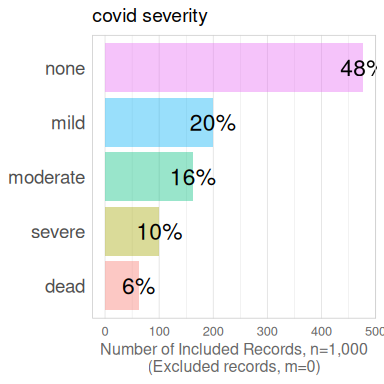 covid severity
none 48%
mild 20%
moderate 16%
severe 10%
dead 6%
0 100 200 300 400 500
Number of Included Records, n=1,000
(Excluded records, m=0)